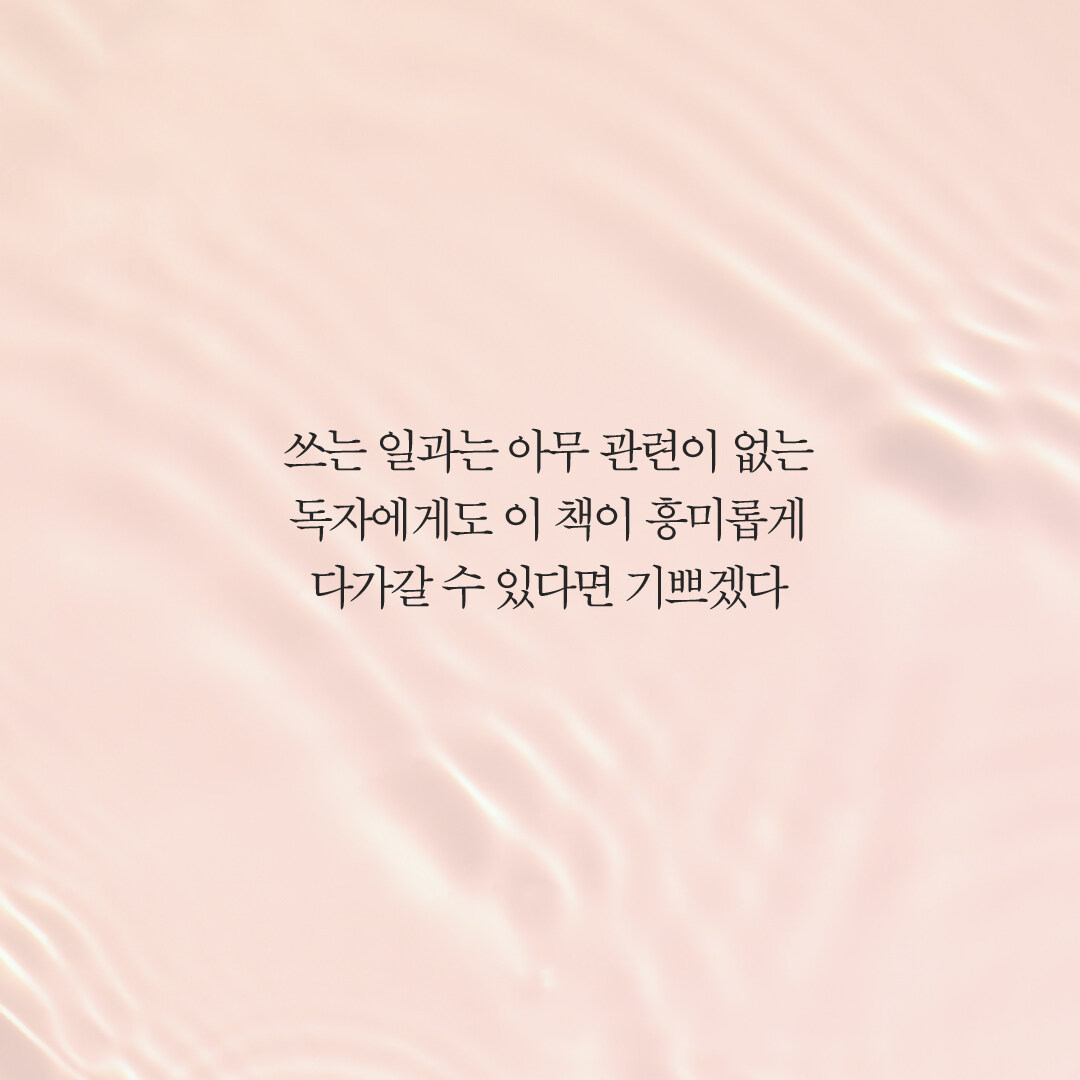 쓰는 일과는 아무 관련이 없는
독자에게도 이 책이 흥미롭게
다가갈 수 있다면 기쁘겠다